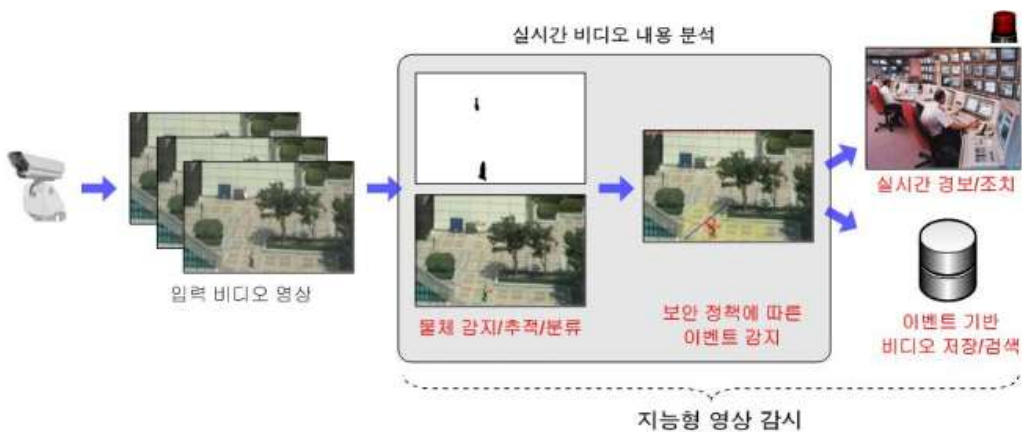 실시간 비디오 내용 분석
입력 비디오 영상
물체 감지/추적/분류
보안 정책에 따른
이벤트 감지
실시간 경보/조치
이벤트 기반
비디오 저장/검색
지능형 영상 감시